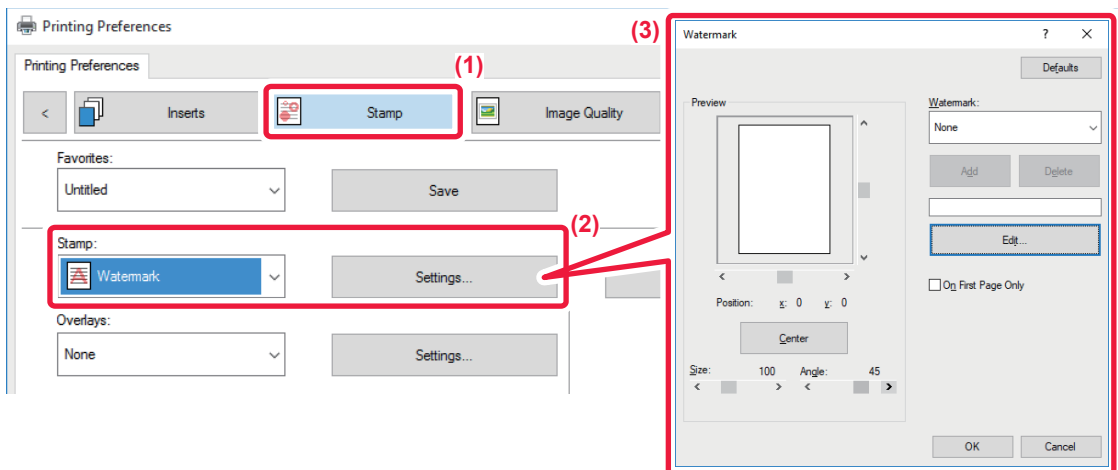 Printing Preferences
Printing Preferences
(1)
<
Inserts
Stamp
Image Quality
Favorites:
Untitled
Save
(2)
Stamp:
Watermark
Settings...
Overlays:
None
Settings...
(3)
Watermark
?
Defaults
Preview
Watermark:
None
Add
Delete
Edit...
On First Page Only
Position: x: 0 y: 0
Center
Size: 100 Angle: 45
OK
Cancel